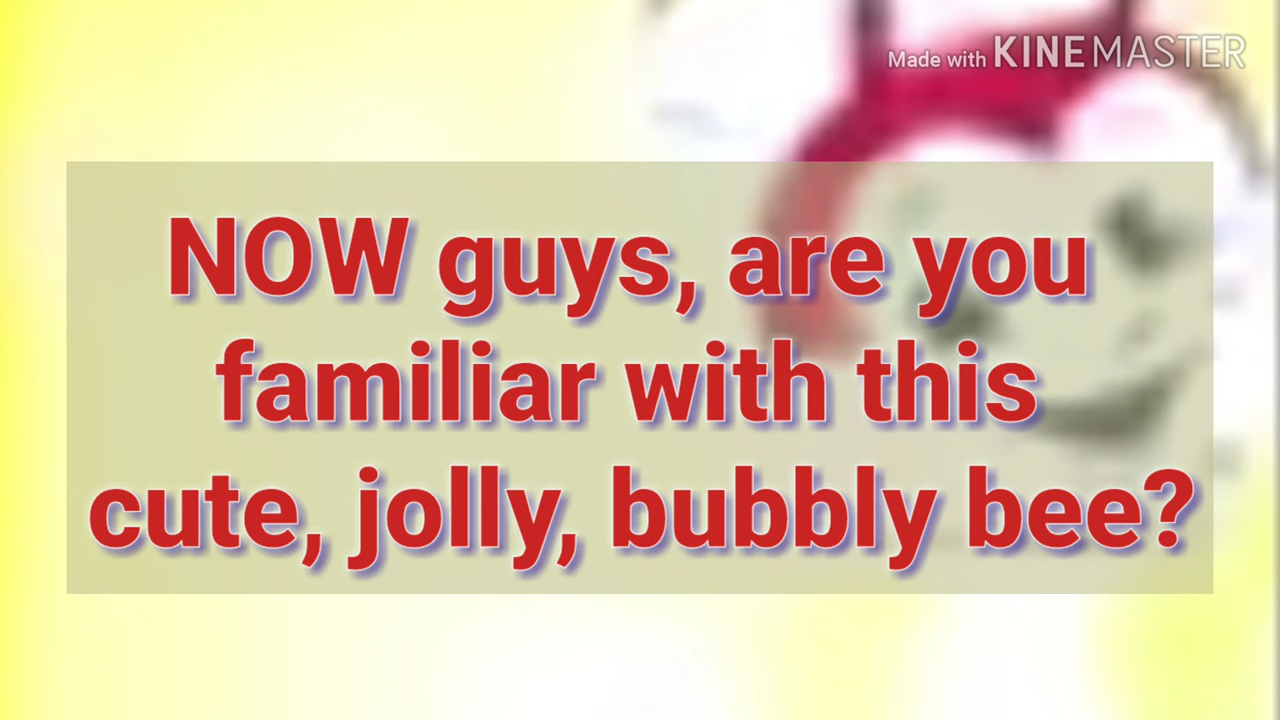 Made with KINEMASTER
NOW guys, are you
familiar with this
cute, jolly, bubbly bee?